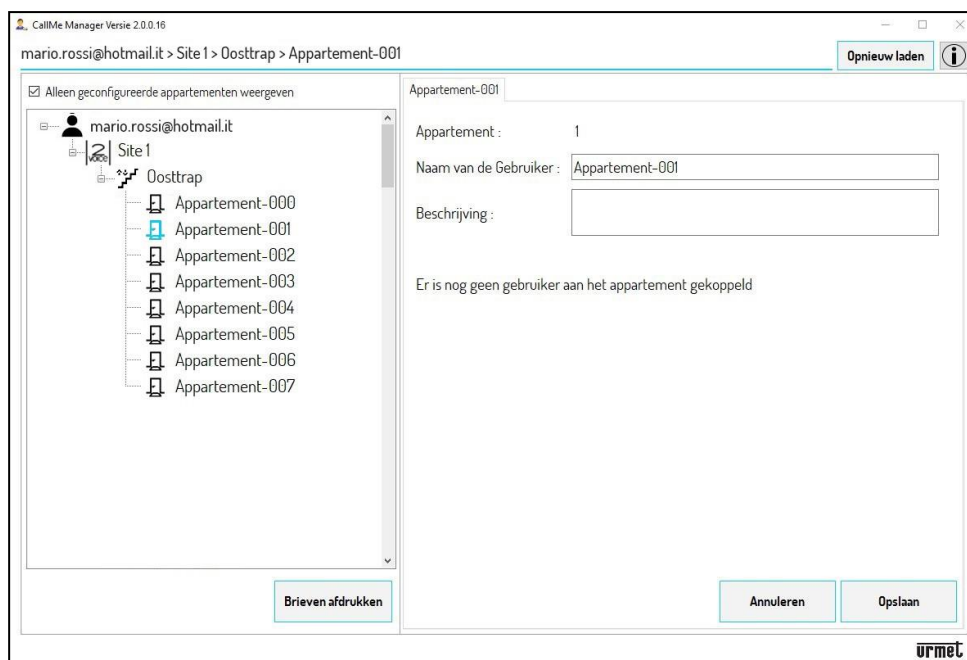 CallMe Manager Versie 2.0.0.16
mario.rossi@hotmail.it > Site 1 > Oosttrap > Appartement-001
Opnieuw laden
i
Alleen geconfigureerde appartementen weergeven
mario.rossi@hotmail.it
2 VOICE Site 1
Oosttrap
Appartement-000
Appartement-001
Appartement-002
Appartement-003
Appartement-004
Appartement-005
Appartement-006
Appartement-007
Brieven afdrukken
Appartement-001
Appartement : 1
Naam van de Gebruiker : Appartement-001
Beschrijving :
Er is nog geen gebruiker aan het appartement gekoppeld
Annuleren
Opslaan
urmet